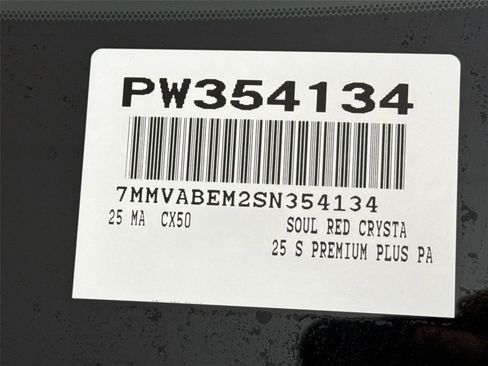 PW354134
7MMVABEM2SN354134
25 MA CX50 SOUL RED CRYSTA
25 S PREMIUM PLUS PA